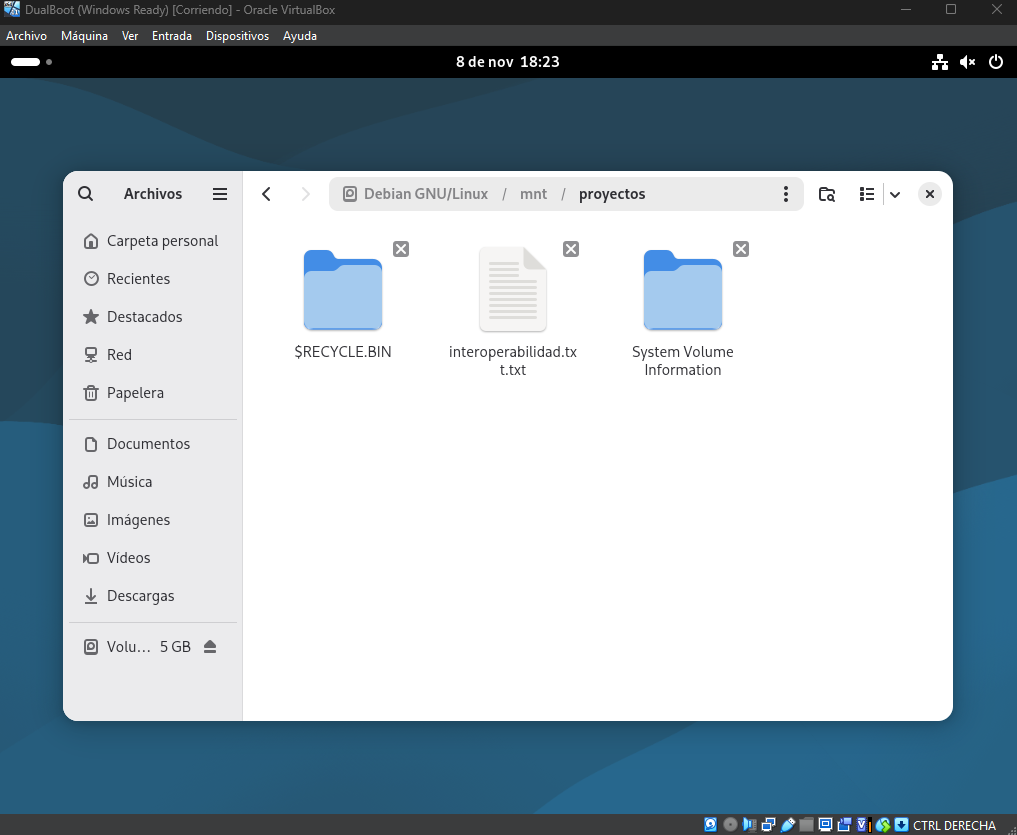 DualBoot (Windows Ready) [Corriendo] - Oracle VirtualBox
Archivo Máquina Ver Entrada Dispositivos Ayuda
8 de nov 18:23
Archivos
Debian GNU/Linux / mnt / proyectos
Carpeta personal
Recientes
Destacados
Red
Papelera
Documentos
Música
Imágenes
Vídeos
Descargas
Volu… 5 GB
$RECYCLE.BIN
interoperabilidad.tx
t.txt
System Volume
Information
CTRL DERECHA